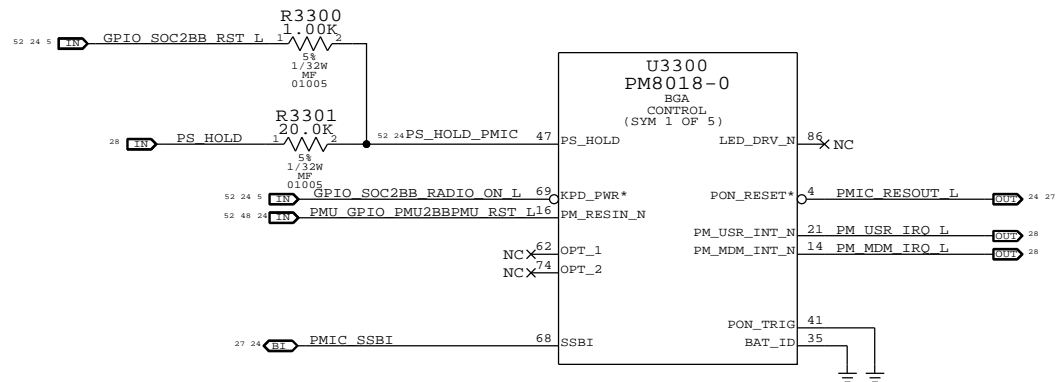 R3300
1.00K
52 24 5 IN GPIO_SOC2BB_RST_L 1 2
5%
1/32W
MF
01005
R3301
20.0K
28 IN PS_HOLD 1 2
5%
1/32W
MF
01005
52 24 PS_HOLD_PMIC 47
52 24 5 IN GPIO_SOC2BB_RADIO_ON_L 69
52 48 24 IN PMU_GPIO_PMU2BBPMU_RST_L 16
NC 62
NC 74
27 24 BI PMIC_SSBI 68
U3300
PM8018-0
BGA
CONTROL
(SYM 1 OF 5)
PS_HOLD LED_DRV_N
KPD_PWR* PON_RESET*
PM_RESIN_N
PM_USR_INT_N
OPT_1 PM_MDM_INT_N
OPT_2
PON_TRIG
SSBI BAT_ID
86 NC
4 PMIC_RESOUT_L OUT 24 27
21 PM_USR_IRQ_L OUT 28
14 PM_MDM_IRQ_L OUT 28
41
35